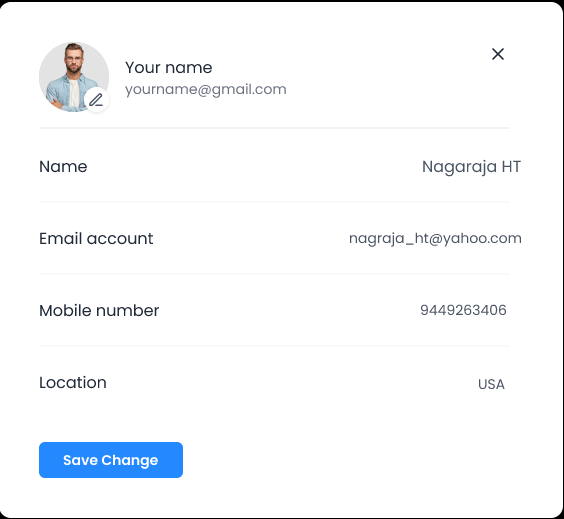 Your name
yourname@gmail.com
Name
Nagaraja HT
Email account
nagraja_ht@yahoo.com
Mobile number
9449263406
Location
USA
Save Change